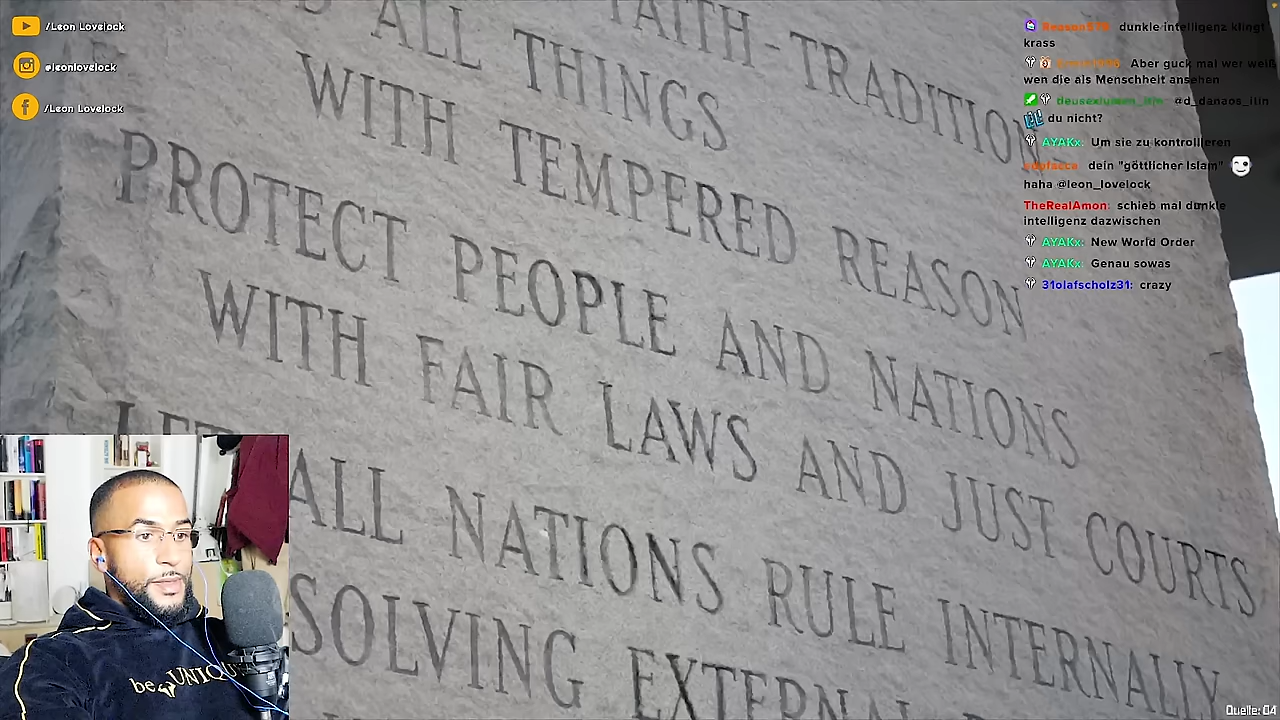 /Leon Lovelock
@leonlovelock
/Leon Lovelock
FAITH-TRADITION
ALL THINGS
WITH TEMPERED REASON
PROTECT PEOPLE AND NATIONS
WITH FAIR LAWS AND JUST COURTS
LET ALL NATIONS RULE INTERNALLY
SOLVING EXTERNAL
be UNIQUE
dunkle intelligenz klingt
krass
Aber guck mal wer weiß
wen die als Menschheit ansehen
@d_danaos_ilin
du nicht?
AYAKx: Um sie zu kontrollieren
dein "göttlicher Islam"
haha @leon_lovelock
TheRealAmon: schieb mal dunkle
intelligenz dazwischen
AYAKx: New World Order
AYAKx: Genau sowas
31olafscholz31: crazy
Quelle: 04